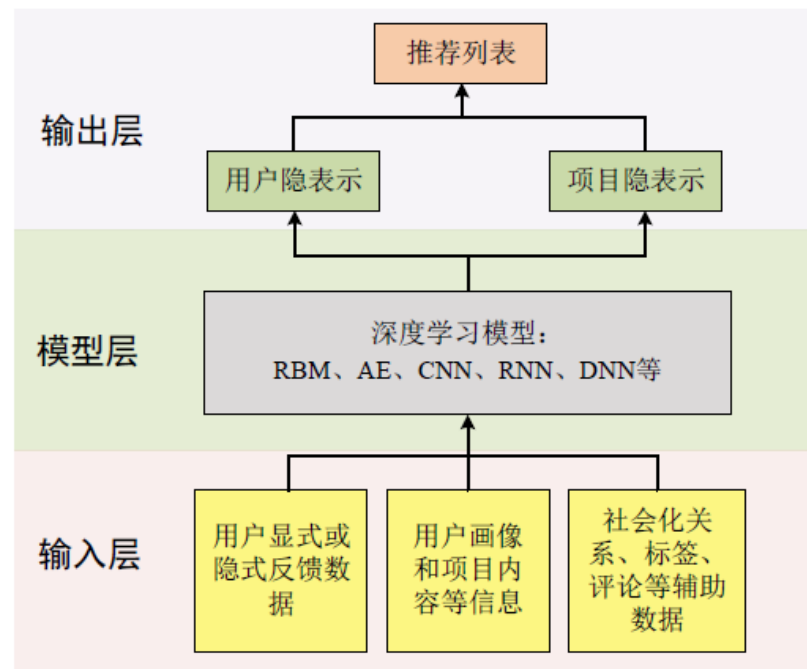 推荐列表
输出层
用户隐表示
项目隐表示
模型层
深度学习模型：
RBM、AE、CNN、RNN、DNN等
输入层
用户显式或
隐式反馈数
据
用户画像
和项目内
容等信息
社会化关
系、标签、
评论等辅助
数据